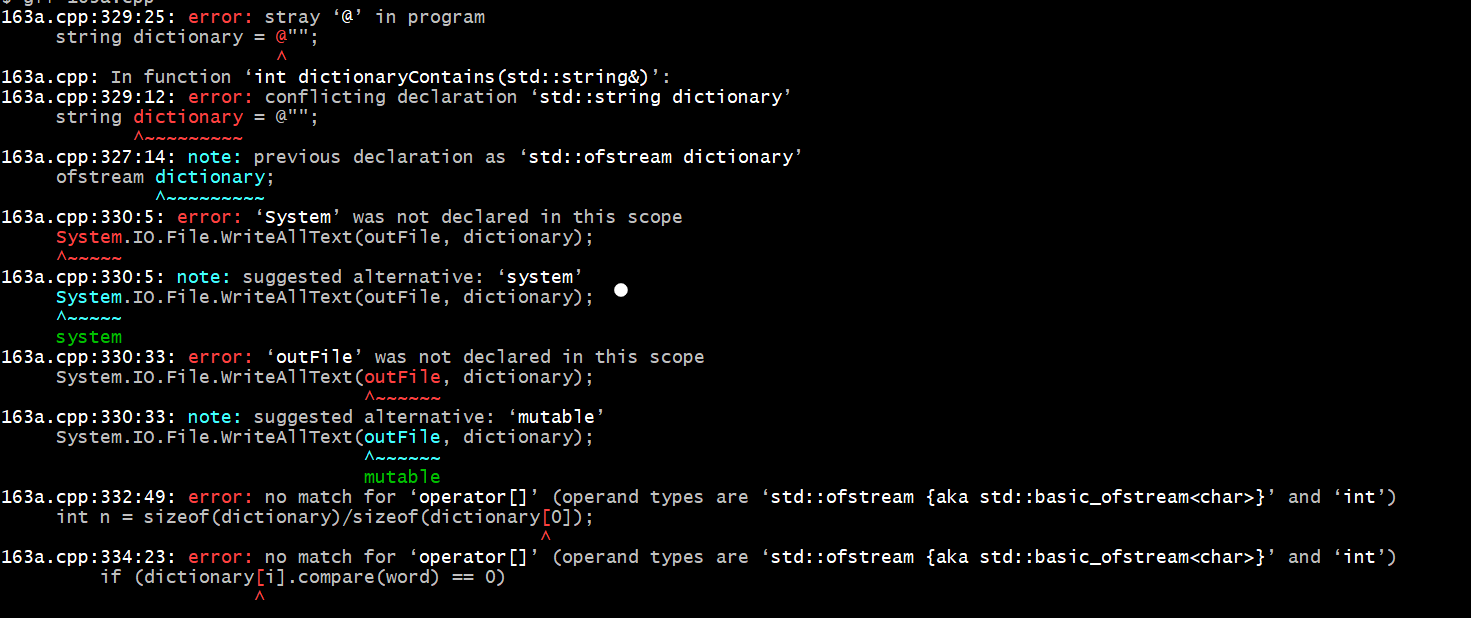 163a.cpp:329:25: error: stray ‘@’ in program
     string dictionary = @"";
                         ^
163a.cpp: In function ‘int dictionaryContains(std::string&)’:
163a.cpp:329:12: error: conflicting declaration ‘std::string dictionary’
     string dictionary = @"";
            ^~~~~~~~~~
163a.cpp:327:14: note: previous declaration as ‘std::ofstream dictionary’
     ofstream dictionary;
              ^~~~~~~~~~
163a.cpp:330:5: error: ‘System’ was not declared in this scope
     System.IO.File.WriteAllText(outFile, dictionary);
     ^~~~~~
163a.cpp:330:5: note: suggested alternative: ‘system’
     System.IO.File.WriteAllText(outFile, dictionary);
     ^~~~~~
     system
163a.cpp:330:33: error: ‘outFile’ was not declared in this scope
     System.IO.File.WriteAllText(outFile, dictionary);
                                 ^~~~~~~
163a.cpp:330:33: note: suggested alternative: ‘mutable’
     System.IO.File.WriteAllText(outFile, dictionary);
                                 ^~~~~~~
                                 mutable
163a.cpp:332:49: error: no match for ‘operator[]’ (operand types are ‘std::ofstream {aka std::basic_ofstream<char>}’ and ‘int’)
     int n = sizeof(dictionary)/sizeof(dictionary[0]);
                                                 ^
163a.cpp:334:23: error: no match for ‘operator[]’ (operand types are ‘std::ofstream {aka std::basic_ofstream<char>}’ and ‘int’)
         if (dictionary[i].compare(word) == 0)
                       ^